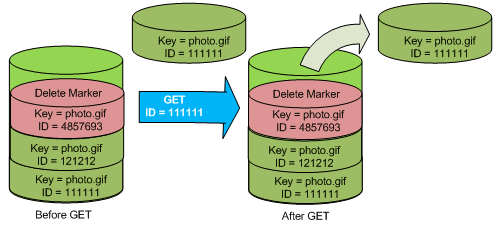 Key = photo.gif
ID = 111111
Key = photo.gif
ID = 111111
Delete Marker
Key = photo.gif
ID = 4857693
Key = photo.gif
ID = 121212
Key = photo.gif
ID = 111111
Before GET
GET
ID = 111111
Delete Marker
Key = photo.gif
ID = 4857693
Key = photo.gif
ID = 121212
Key = photo.gif
ID = 111111
After GET